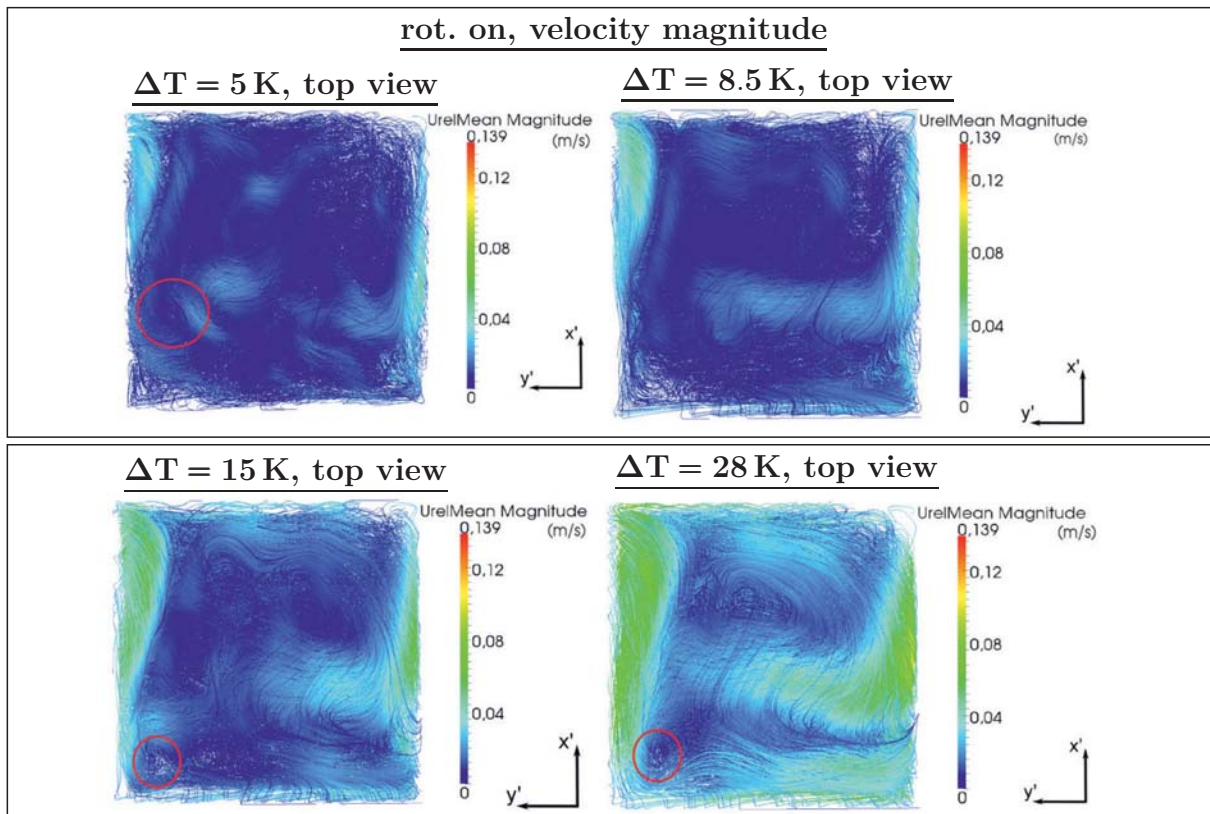 rot. on, velocity magnitude
ΔT = 5 K, top view
UrelMean Magnitude
0,139
(m/s)
0,12
0,08
0,04
0
x'
y'
ΔT = 8.5 K, top view
UrelMean Magnitude
0,139
(m/s)
0,12
0,08
0,04
0
x'
y'
ΔT = 15 K, top view
UrelMean Magnitude
0,139
(m/s)
0,12
0,08
0,04
0
x'
y'
ΔT = 28 K, top view
UrelMean Magnitude
0,139
(m/s)
0,12
0,08
0,04
0
x'
y'